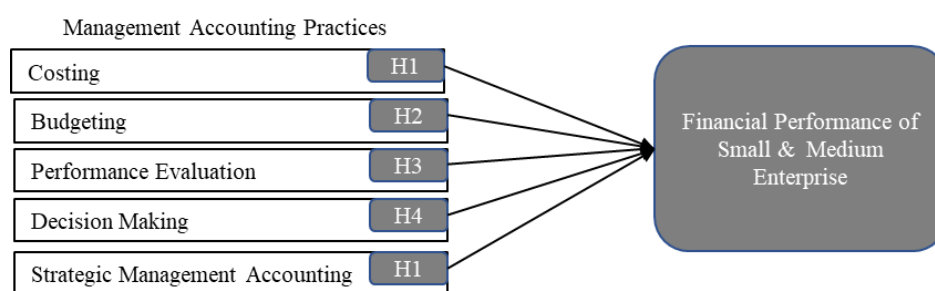 Management Accounting Practices
Costing H1
Budgeting H2
Performance Evaluation H3
Decision Making H4
Strategic Management Accounting H1
Financial Performance of
Small & Medium
Enterprise